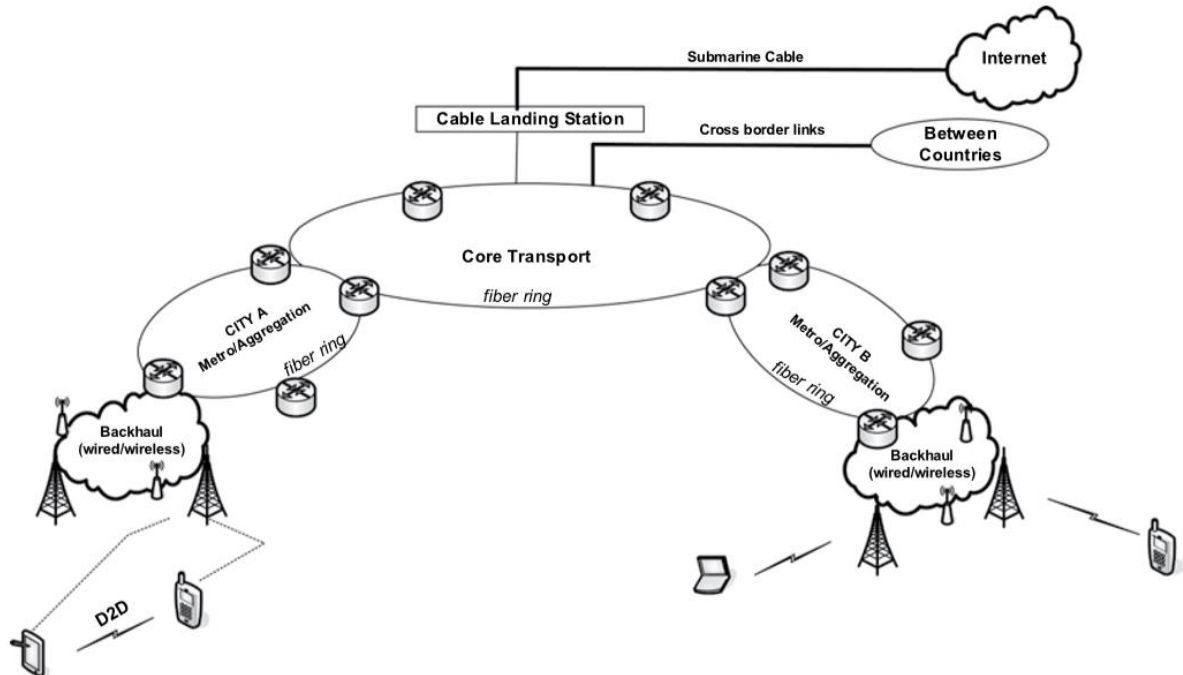 Submarine Cable
Internet
Cable Landing Station
Cross border links
Between
Countries
Core Transport
fiber ring
CITY A
Metro/Aggregation
fiber ring
CITY B
Metro/Aggregation
fiber ring
Backhaul
(wired/wireless)
Backhaul
(wired/wireless)
D2D